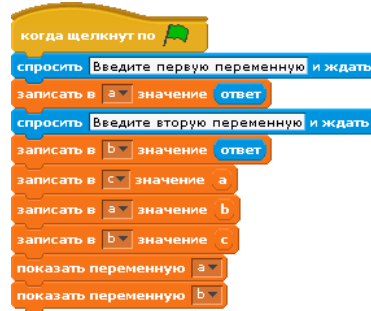 когда щелкнут по
спросить Введите первую переменную и ждать
записать в a значение ответ
спросить Введите вторую переменную и ждать
записать в b значение ответ
записать в c значение a
записать в a значение b
записать в b значение c
показать переменную a
показать переменную b